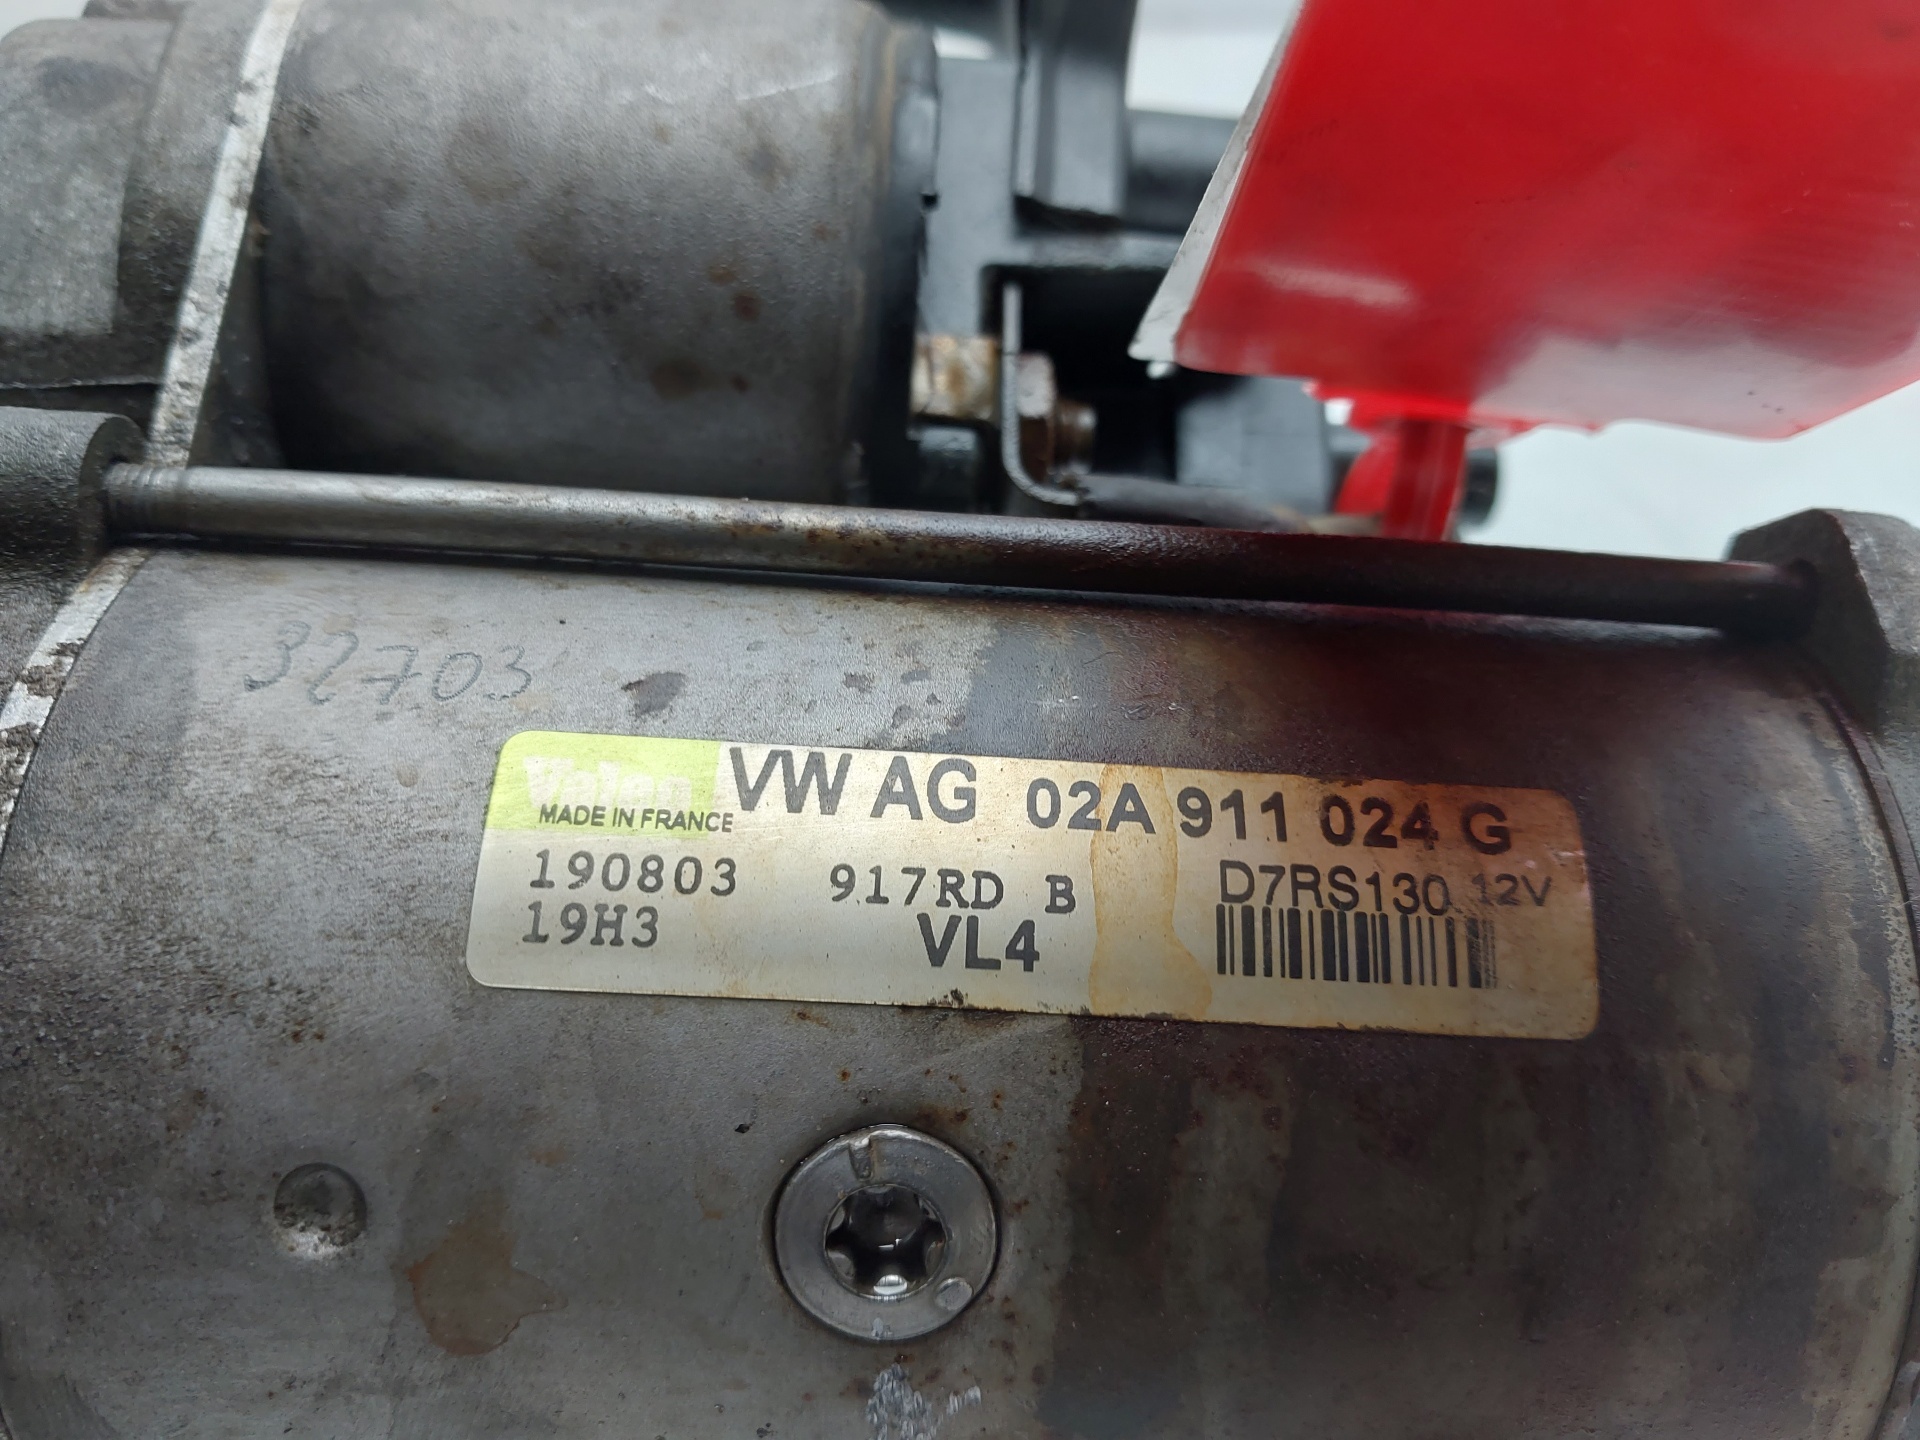 32703
Valeo VW AG 02A 911 024 G
MADE IN FRANCE
190803 917RD B D7RS130 12V
19H3 VL4